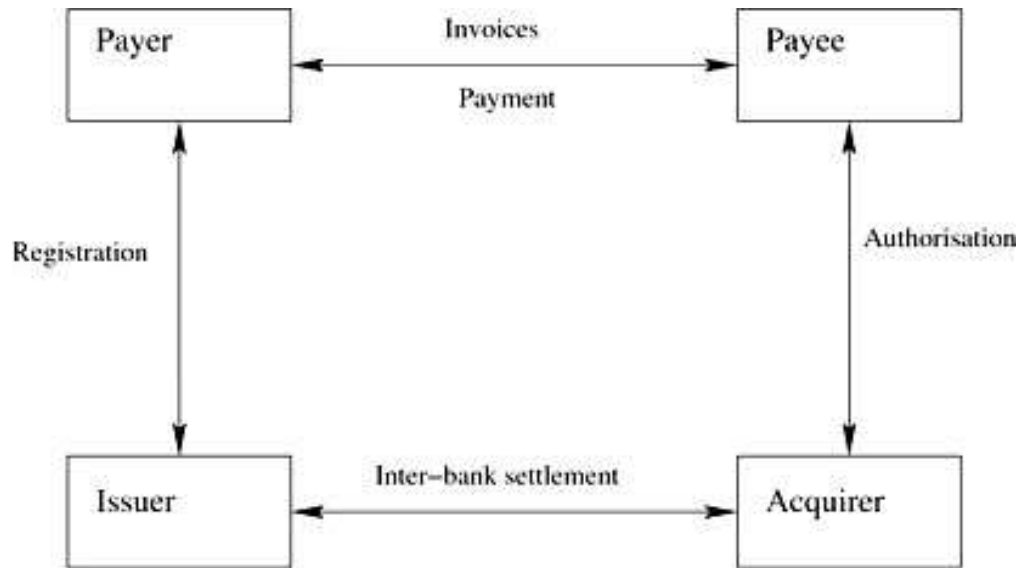 Payer
Invoices
Payee
Payment
Registration
Authorisation
Issuer
Inter-bank settlement
Acquirer